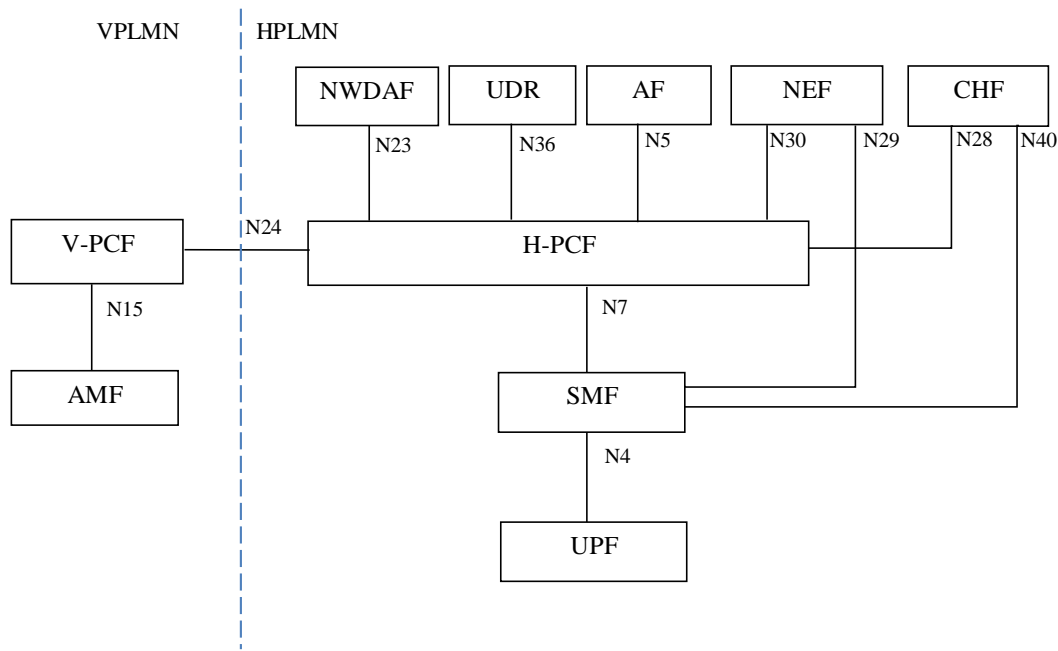 VPLMN
HPLMN
NWDAF
UDR
AF
NEF
CHF
N23
N36
N5
N30
N29
N28
N40
V-PCF
N24
H-PCF
N15
N7
AMF
SMF
N4
UPF